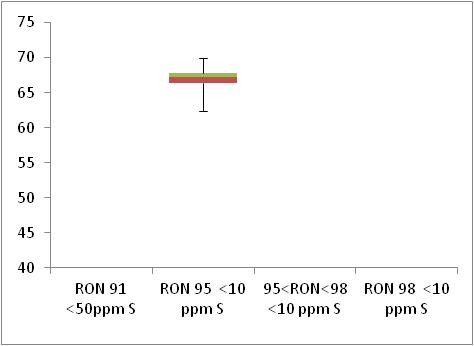 75
70
65
60
55
50
45
40
RON 91
<50ppm S
RON 95 <10
ppm S
95<RON<98
<10 ppm S
RON 98 <10
ppm S